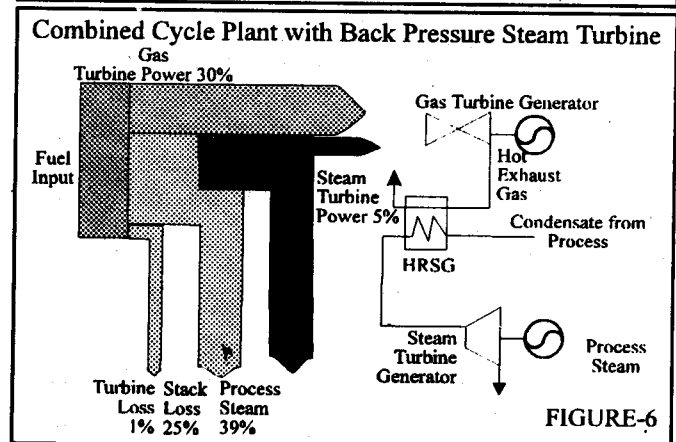 Combined Cycle Plant with Back Pressure Steam Turbine
Gas
Turbine Power 30%
Fuel
Input
Steam
Turbine
Power 5%
Turbine
Loss
1%
Stack
Loss
25%
Process
Steam
39%
Gas Turbine Generator
Hot
Exhaust
Gas
Condensate from
Process
HRSG
Steam
Turbine
Generator
Process
Steam
FIGURE-6